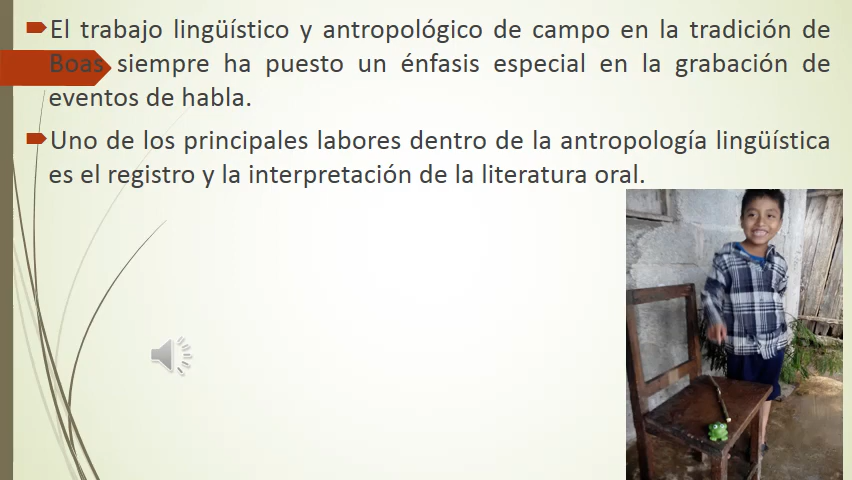 El trabajo lingüístico y antropológico de campo en la tradición de
Boas siempre ha puesto un énfasis especial en la grabación de
eventos de habla.
Uno de los principales labores dentro de la antropología lingüística
es el registro y la interpretación de la literatura oral.